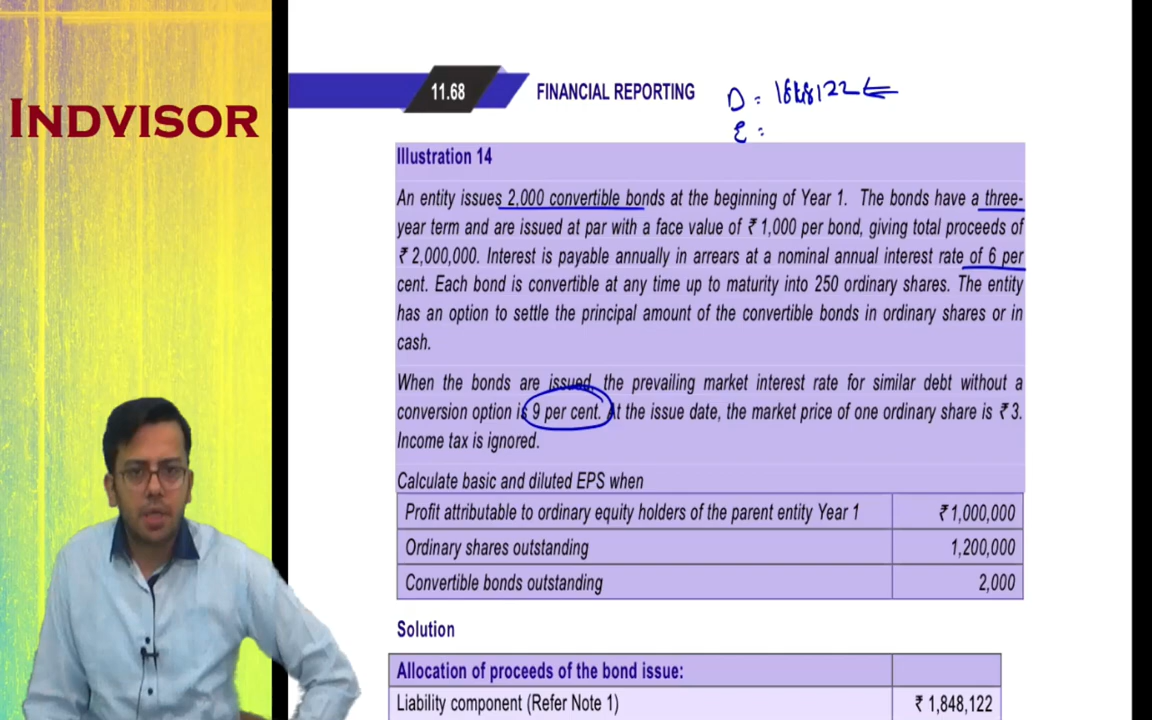 INDVISOR
11.68 FINANCIAL REPORTING
D = 1848122
E =
Illustration 14
An entity issues 2,000 convertible bonds at the beginning of Year 1. The bonds have a three-
year term and are issued at par with a face value of ₹ 1,000 per bond, giving total proceeds of
₹ 2,000,000. Interest is payable annually in arrears at a nominal annual interest rate of 6 per
cent. Each bond is convertible at any time up to maturity into 250 ordinary shares. The entity
has an option to settle the principal amount of the convertible bonds in ordinary shares or in
cash.
When the bonds are issued, the prevailing market interest rate for similar debt without a
conversion option is 9 per cent. At the issue date, the market price of one ordinary share is ₹ 3.
Income tax is ignored.
Calculate basic and diluted EPS when
Profit attributable to ordinary equity holders of the parent entity Year 1 ₹ 1,000,000
Ordinary shares outstanding 1,200,000
Convertible bonds outstanding 2,000
Solution
Allocation of proceeds of the bond issue:
Liability component (Refer Note 1) ₹ 1,848,122